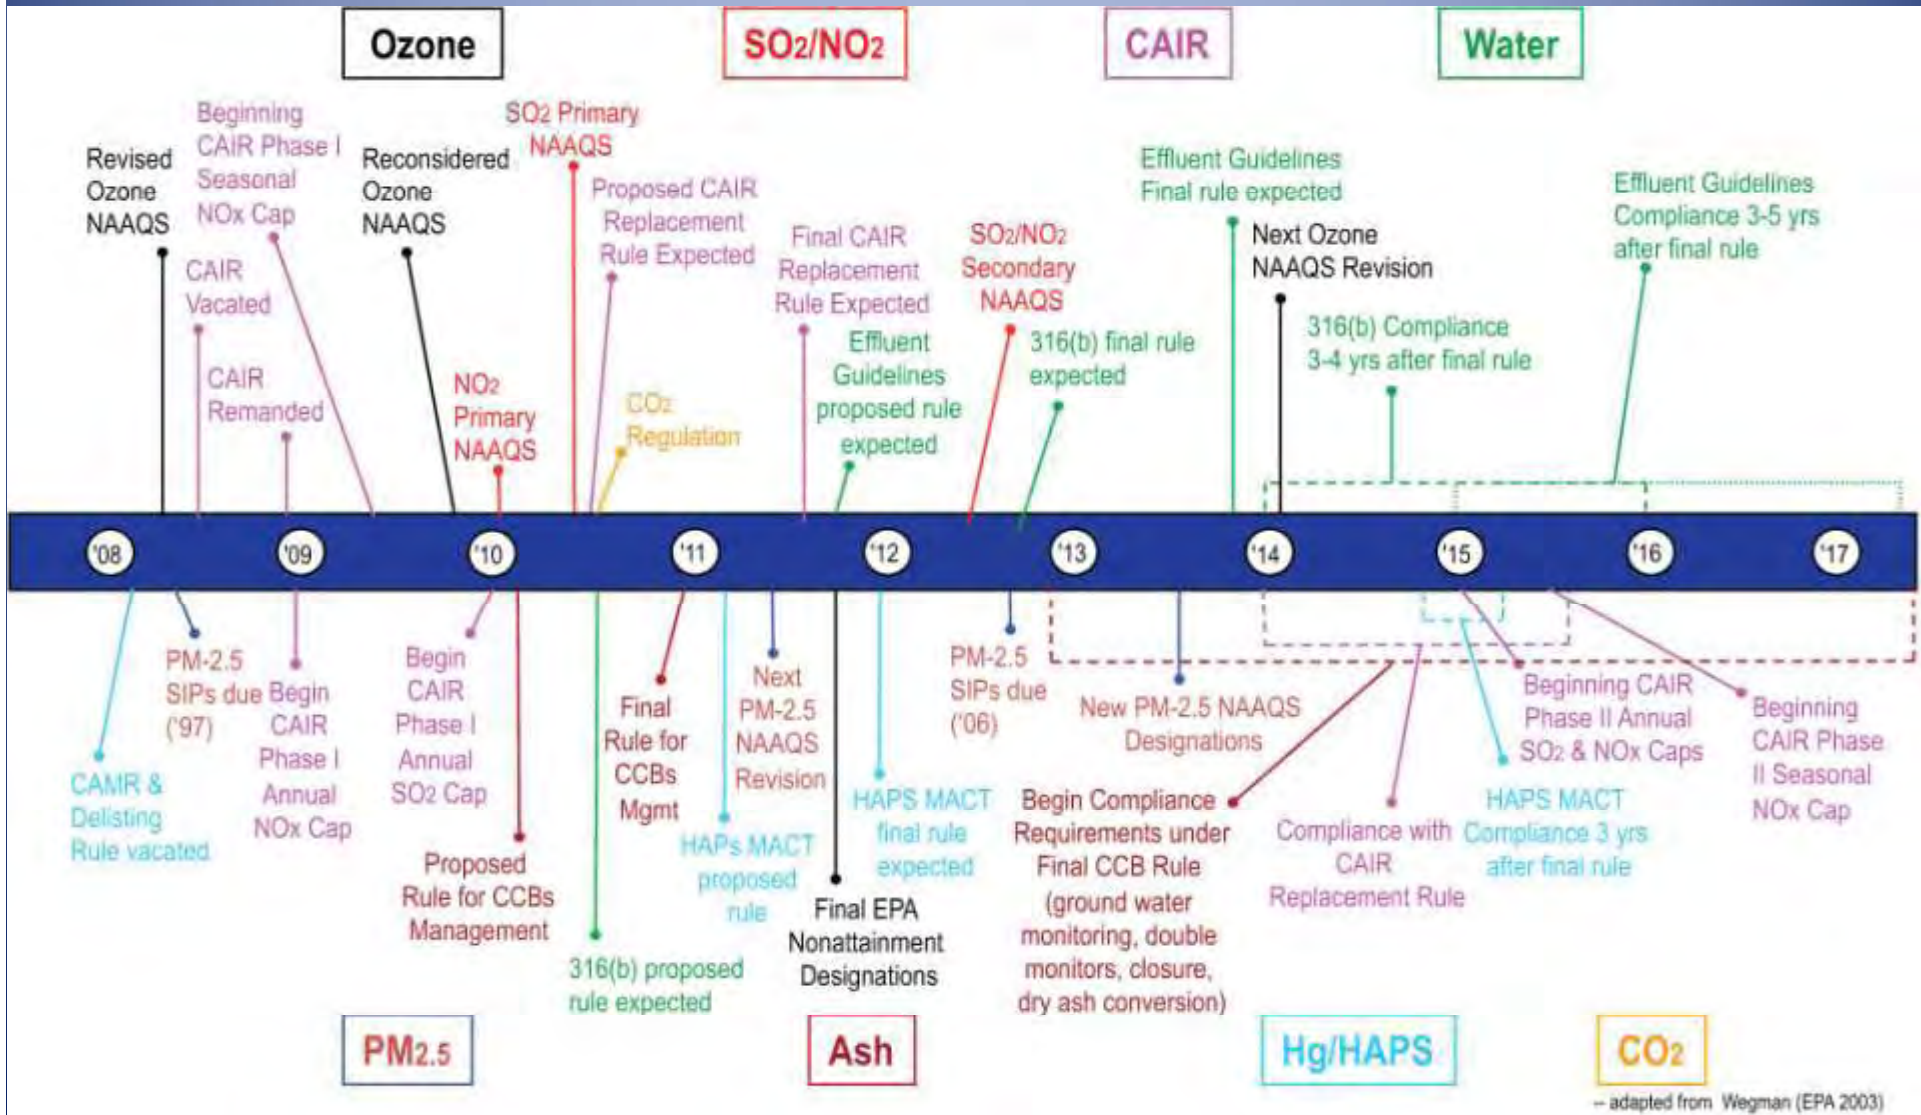 Ozone
SO2/NO2
CAIR
Water
Revised
Ozone
NAAQS
Beginning
CAIR Phase I
Seasonal
NOx Cap
CAIR
Vacated
CAIR
Remanded
Reconsidered
Ozone
NAAQS
NO2
Primary
NAAQS
SO2 Primary
NAAQS
Proposed CAIR
Replacement
Rule Expected
CO2
Regulation
Final CAIR
Replacement
Rule Expected
Effluent
Guidelines
proposed rule
expected
SO2/NO2
Secondary
NAAQS
316(b) final rule
expected
Effluent Guidelines
Final rule expected
Next Ozone
NAAQS Revision
316(b) Compliance
3-4 yrs after final rule
Effluent Guidelines
Compliance 3-5 yrs
after final rule
'08
'09
'10
'11
'12
'13
'14
'15
'16
'17
CAMR &
Delisting
Rule vacated
PM-2.5
SIPs due
('97)
Begin
CAIR
Phase I
Annual
NOx Cap
Begin
CAIR
Phase I
Annual
SO2 Cap
Proposed
Rule for CCBs
Management
316(b) proposed
rule expected
Final
Rule for
CCBs
Mgmt
HAPs MACT
proposed
rule
Next
PM-2.5
NAAQS
Revision
Final EPA
Nonattainment
Designations
HAPS MACT
final rule
expected
PM-2.5
SIPs due
('06)
New PM-2.5 NAAQS
Designations
Begin Compliance
Requirements under
Final CCB Rule
(ground water
monitoring, double
monitors, closure,
dry ash conversion)
Compliance with
CAIR
Replacement Rule
Beginning CAIR
Phase II Annual
SO2 & NOx Caps
HAPS MACT
Compliance 3 yrs
after final rule
Beginning
CAIR Phase
II Seasonal
NOx Cap
PM2.5
Ash
Hg/HAPS
CO2
-- adapted from Wegman (EPA 2003)